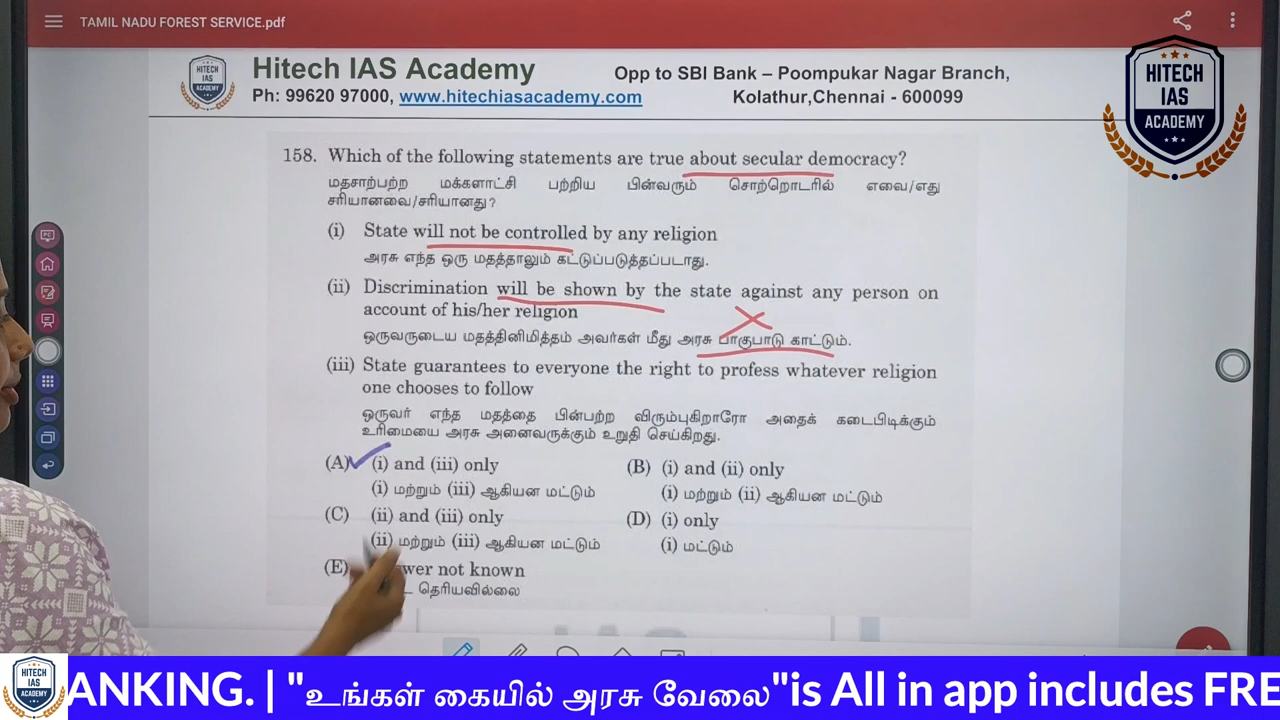 TAMIL NADU FOREST SERVICE.pdf
HITECH
IAS
ACADEMY
Hitech IAS Academy
Ph: 99620 97000, www.hitechiasacademy.com
Opp to SBI Bank – Poompukar Nagar Branch,
Kolathur,Chennai - 600099
HITECH
IAS
ACADEMY
158. Which of the following statements are true about secular democracy?
மதசாற்பற்ற மக்களாட்சி பற்றிய பின்வரும் சொற்றொடரில் எவை/எது
சரியானவை/சரியானது?
(i) State will not be controlled by any religion
அரசு எந்த ஒரு மதத்தாலும் கட்டுப்படுத்தப்படாது.
(ii) Discrimination will be shown by the state against any person on
account of his/her religion
ஒருவருடைய மதத்தினிமித்தம் அவர்கள் மீது அரசு பாகுபாடு காட்டும்.
(iii) State guarantees to everyone the right to profess whatever religion
one chooses to follow
ஒருவர் எந்த மதத்தை பின்பற்ற விரும்புகிறாரோ அதைக் கடைபிடிக்கும்
உரிமையை அரசு அனைவருக்கும் உறுதி செய்கிறது.
(A) (i) and (iii) only
(i) மற்றும் (iii) ஆகியன மட்டும்
(B) (i) and (ii) only
(i) மற்றும் (ii) ஆகியன மட்டும்
(C) (ii) and (iii) only
(ii) மற்றும் (iii) ஆகியன மட்டும்
(D) (i) only
(i) மட்டும்
(E) not known
தெரியவில்லை
HITECH
IAS
ACADEMY
ANKING. | "உங்கள் கையில் அரசு வேலை"is All in app includes FRE